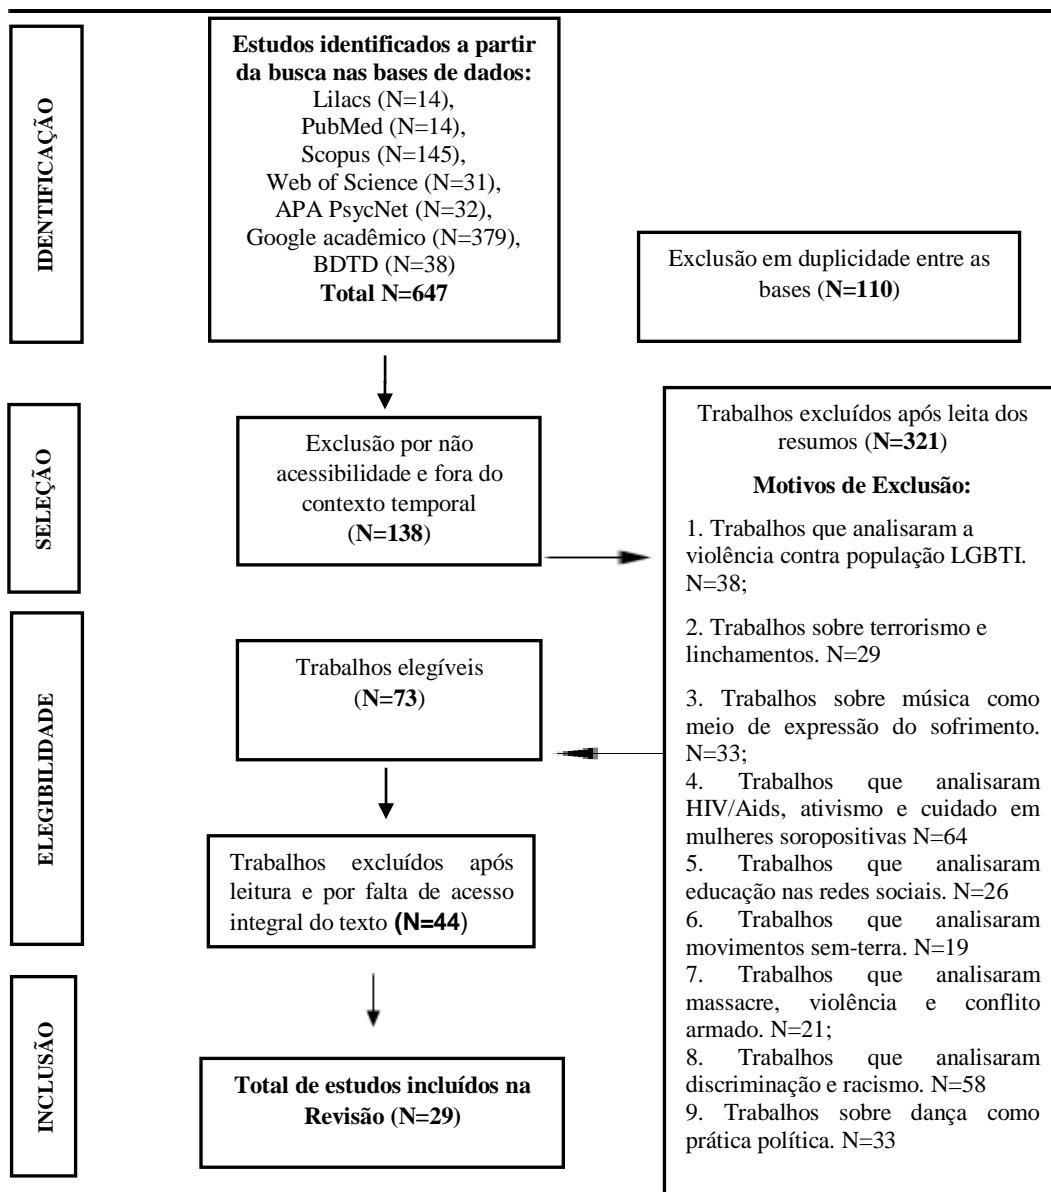 IDENTIFICAÇÃO
Estudos identificados a partir
da busca nas bases de dados:
Lilacs (N=14),
PubMed (N=14),
Scopus (N=145),
Web of Science (N=31),
APA PsycNet (N=32),
Google acadêmico (N=379),
BDTD (N=38)
Total N=647
Exclusão em duplicidade entre as
bases (N=110)
SELEÇÃO
Exclusão por não
acessibilidade e fora do
contexto temporal
(N=138)
Trabalhos excluídos após leita dos
resumos (N=321)
Motivos de Exclusão:
1. Trabalhos que analisaram a
violência contra população LGBTI.
N=38;
2. Trabalhos sobre terrorismo e
linchamentos. N=29
3. Trabalhos sobre música como
meio de expressão do sofrimento.
N=33;
4. Trabalhos que analisaram
HIV/Aids, ativismo e cuidado em
mulheres soropositivas N=64
5. Trabalhos que analisaram
educação nas redes sociais. N=26
6. Trabalhos que analisaram
movimentos sem-terra. N=19
7. Trabalhos que analisaram
massacre, violência e conflito
armado. N=21;
8. Trabalhos que analisaram
discriminação e racismo. N=58
9. Trabalhos sobre dança como
prática política. N=33
ELEGIBILIDADE
Trabalhos elegíveis
(N=73)
Trabalhos excluídos após
leitura e por falta de acesso
integral do texto (N=44)
INCLUSÃO
Total de estudos incluídos na
Revisão (N=29)